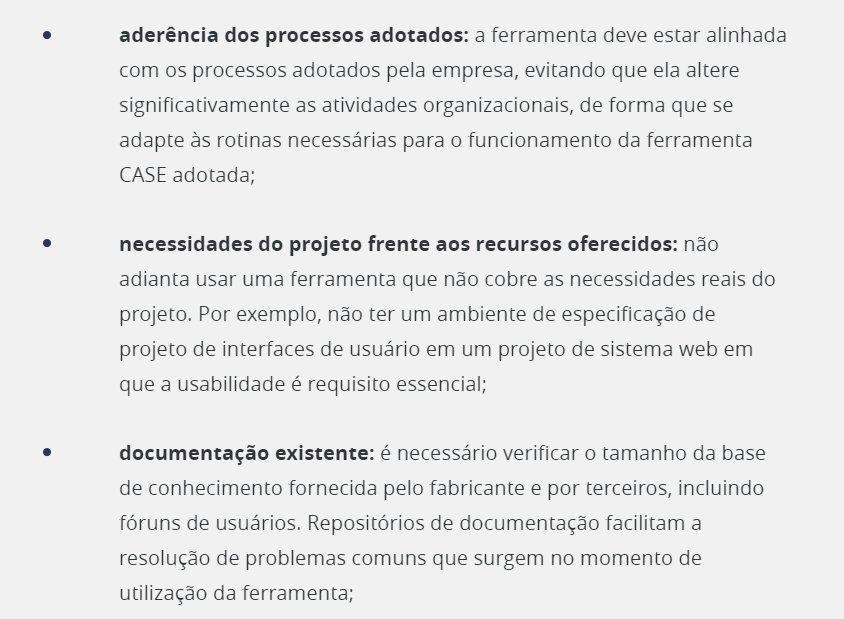 • aderência dos processos adotados: a ferramenta deve estar alinhada
com os processos adotados pela empresa, evitando que ela altere
significativamente as atividades organizacionais, de forma que se
adapte às rotinas necessárias para o funcionamento da ferramenta
CASE adotada;
• necessidades do projeto frente aos recursos oferecidos: não
adianta usar uma ferramenta que não cobre as necessidades reais do
projeto. Por exemplo, não ter um ambiente de especificação de
projeto de interfaces de usuário em um projeto de sistema web em
que a usabilidade é requisito essencial;
• documentação existente: é necessário verificar o tamanho da base
de conhecimento fornecida pelo fabricante e por terceiros, incluindo
fóruns de usuários. Repositórios de documentação facilitam a
resolução de problemas comuns que surgem no momento de
utilização da ferramenta;